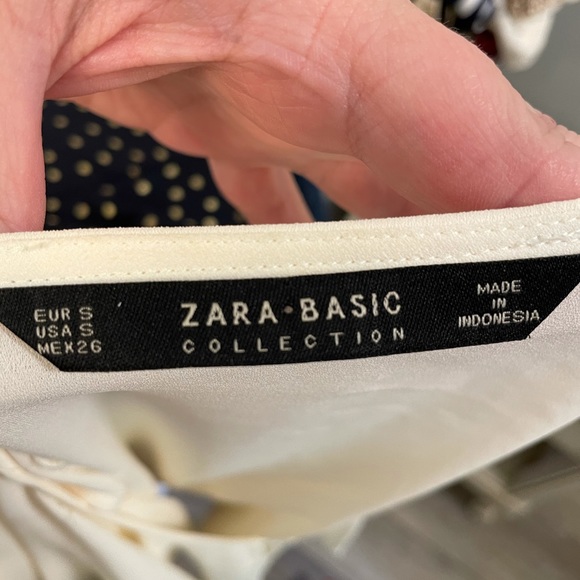 EUR S
USA S
MEX 26
ZARA·BASIC
COLLECTION
MADE
IN
INDONESIA